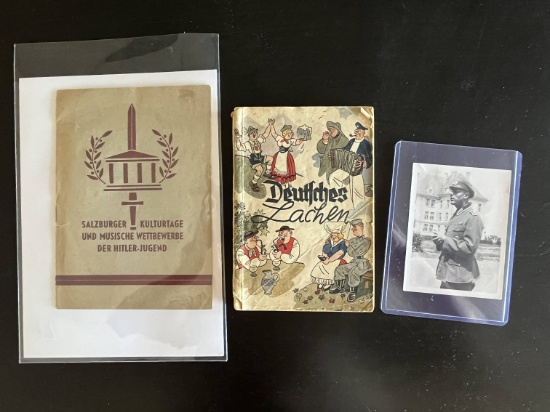 SALZBURGER KULTURTAGE
UND MUSISCHE WETTBEWERBE
DER HITLER-JUGEND
Deutsches
Lachen